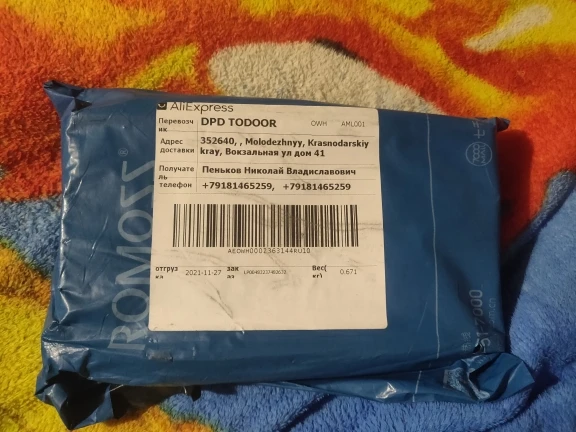 AliExpress
Перевозч
ик
DPD TODOOR
OWH
AML001
Адрес
доставки
352640, , Molodezhnyy, Krasnodarskiy
kray, Вокзальная ул дом 41
Получате
ль
Пеньков Николай Владиславович
телефон
+79181465259, +79181465259
AEOWH0002363144RU10
отгруз
ка
2021-11-27
зак
аз
Вес(
кг)
0.671
ROMOSS®